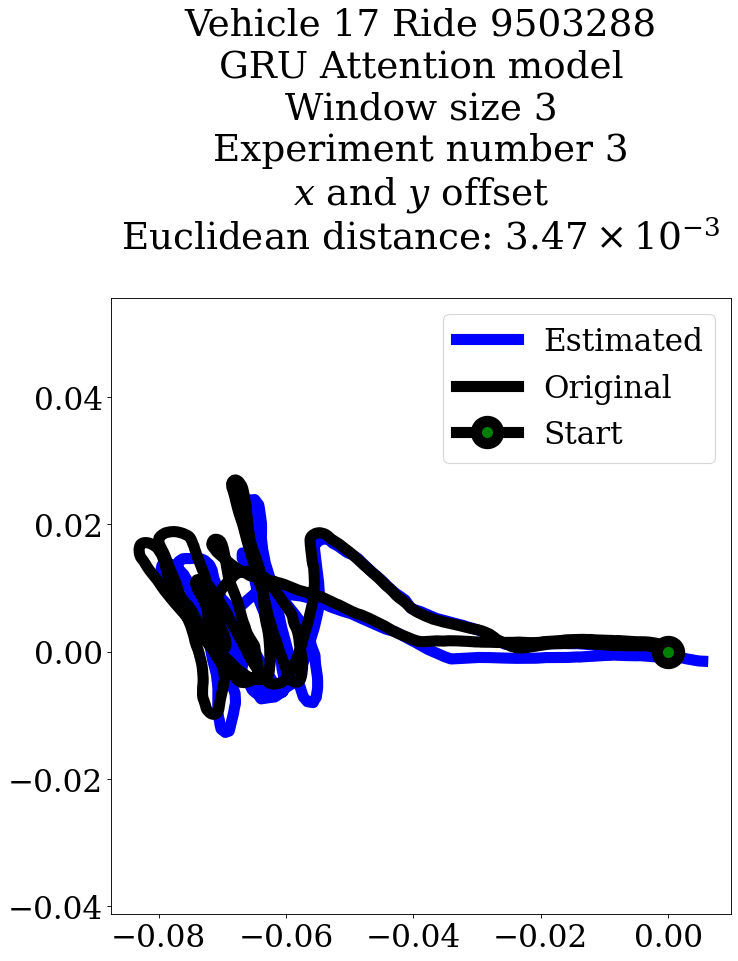 Vehicle 17 Ride 9503288
GRU Attention model
Window size 3
Experiment number 3
x and y offset
Euclidean distance: 3.47 × 10⁻³
Estimated
Original
Start
0.04
0.02
0.00
−0.02
−0.04
−0.08 −0.06 −0.04 −0.02 0.00